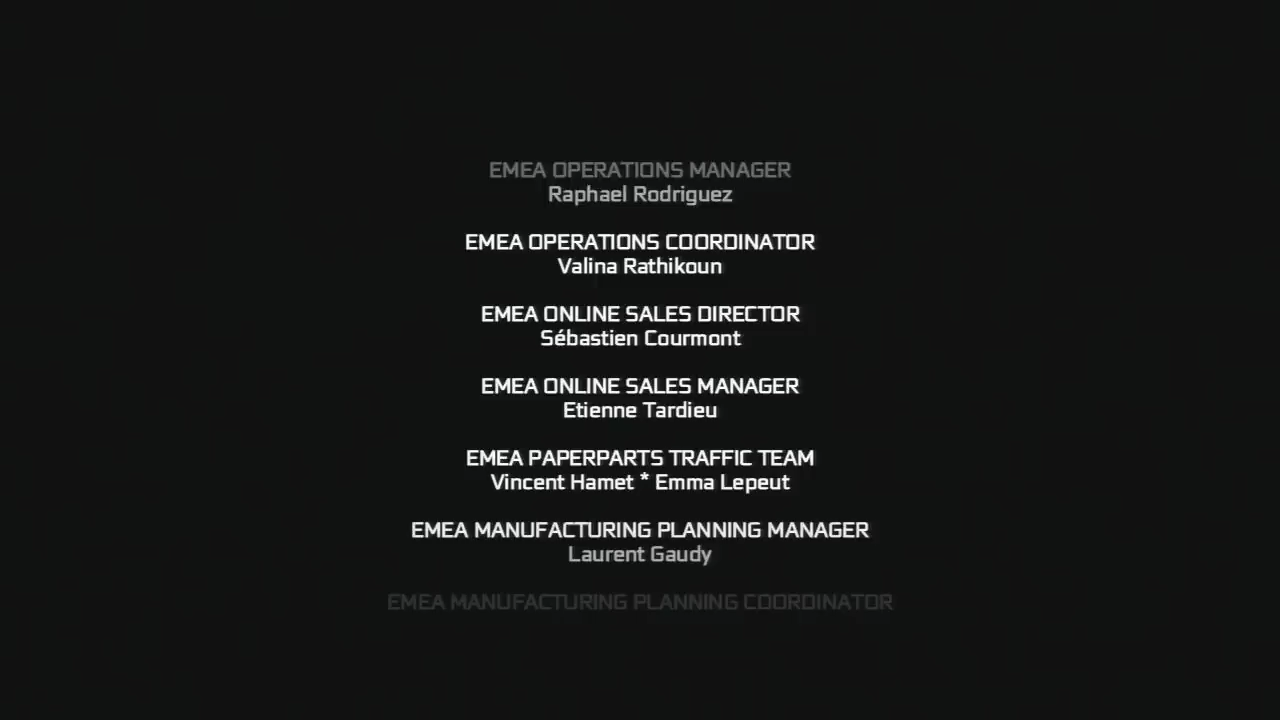 EMEA OPERATIONS MANAGER
Raphael Rodriguez
EMEA OPERATIONS COORDINATOR
Valina Rathikoun
EMEA ONLINE SALES DIRECTOR
Sébastien Courmont
EMEA ONLINE SALES MANAGER
Etienne Tardieu
EMEA PAPERPARTS TRAFFIC TEAM
Vincent Hamet * Emma Lepeut
EMEA MANUFACTURING PLANNING MANAGER
Laurent Gaudy
EMEA MANUFACTURING PLANNING COORDINATOR